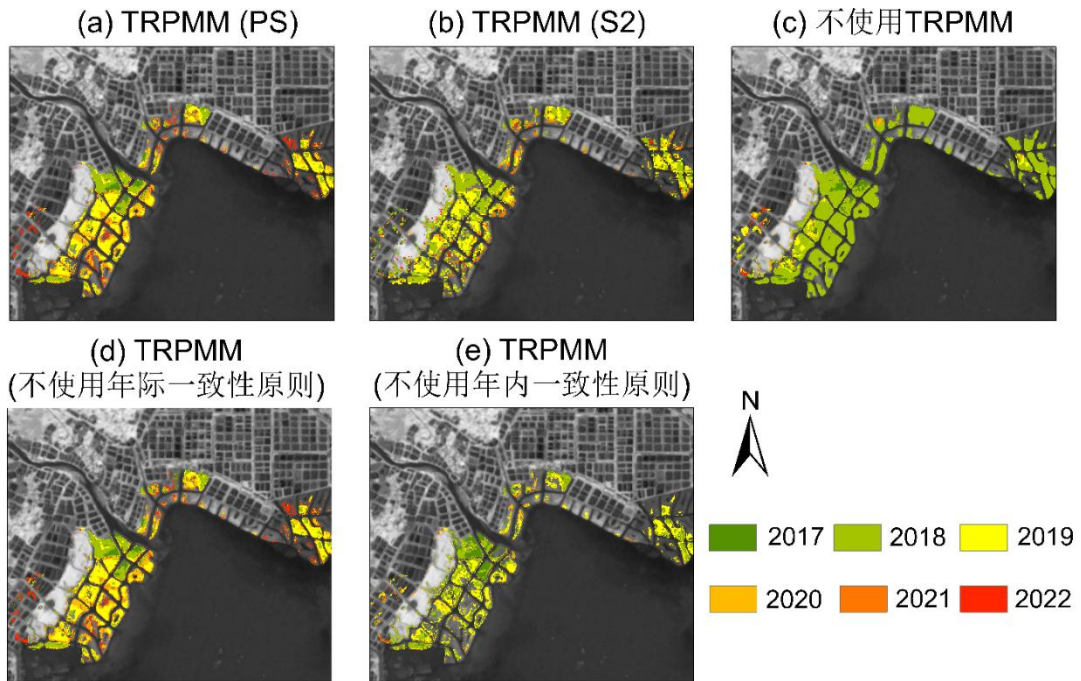 (a) TRPMM (PS)
(b) TRPMM (S2)
(c) 不使用TRPMM
(d) TRPMM
(不使用年际一致性原则)
(e) TRPMM
(不使用年内一致性原则)
N
2017
2018
2019
2020
2021
2022